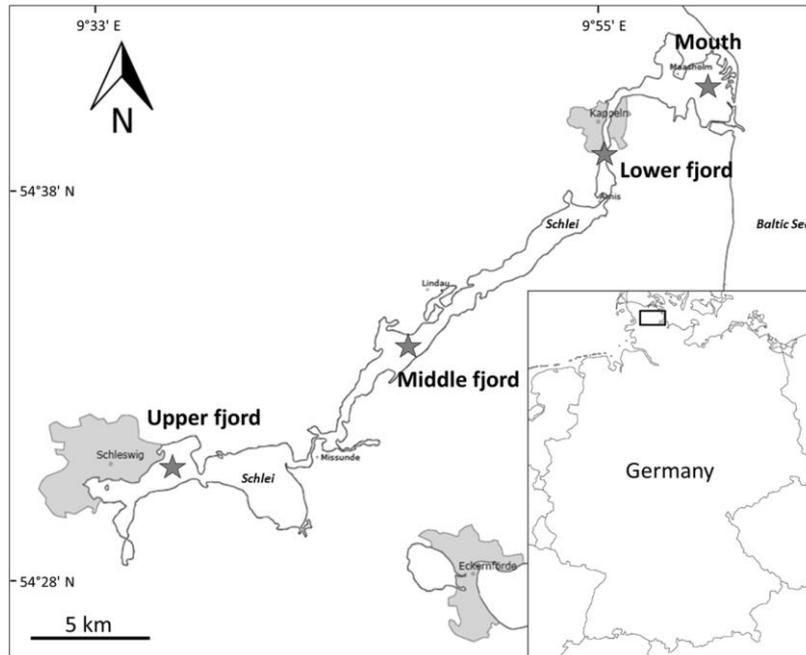 9°33' E
9°55' E
Mouth
Maasholm
N
Kappeln
Lower fjord
54°38' N
Arnis
Schlei
Baltic Sea
Lindau
Middle fjord
Upper fjord
Schleswig
Missunde
Schlei
Germany
Eckernförde
54°28' N
5 km